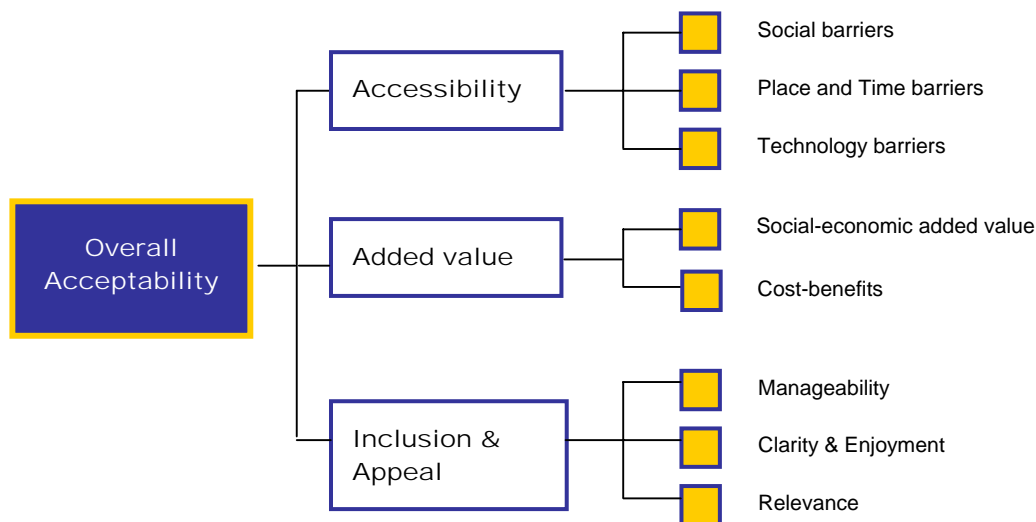 Overall
Acceptability
Accessibility
Social barriers
Place and Time barriers
Technology barriers
Added value
Social-economic added value
Cost-benefits
Inclusion &
Appeal
Manageability
Clarity & Enjoyment
Relevance